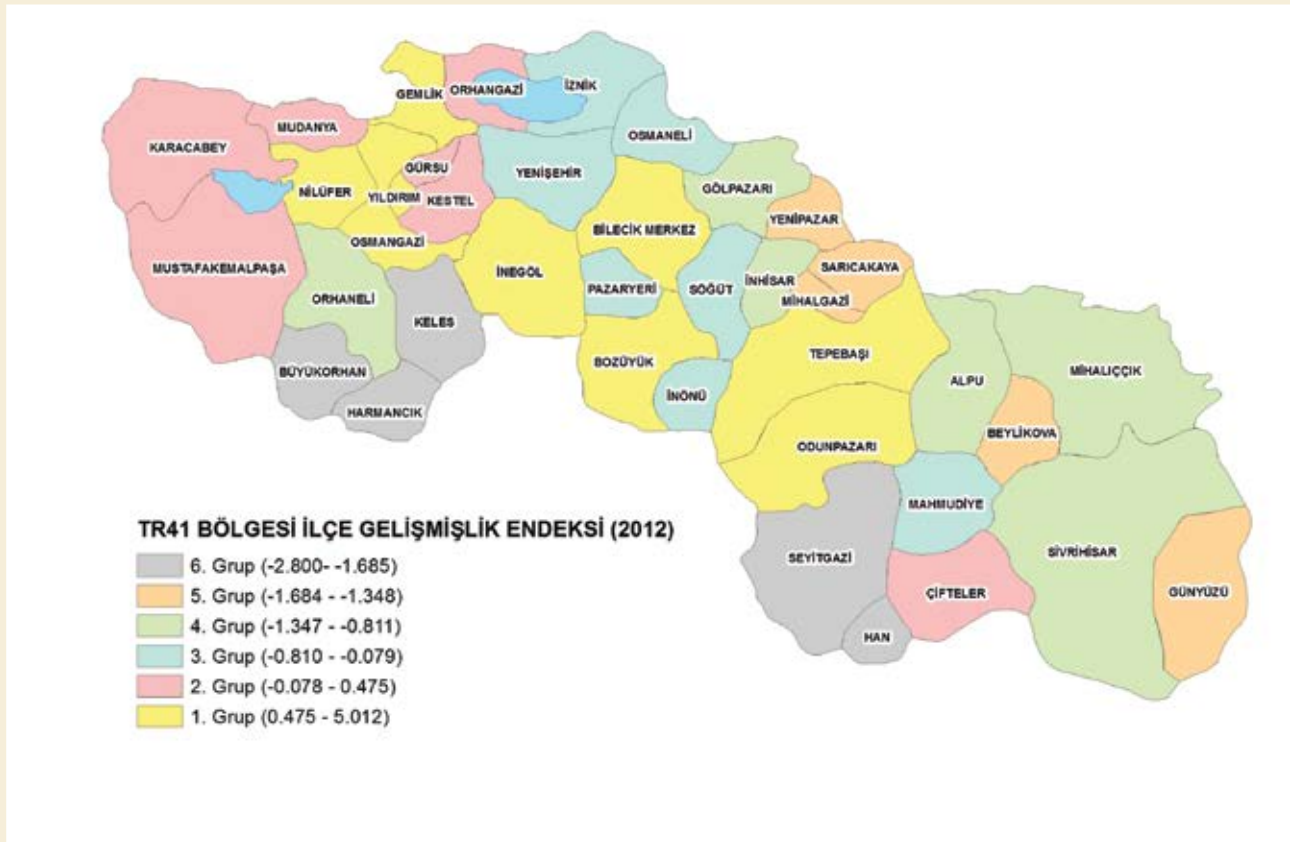 GEMLİK
ORHANGAZİ
İZNİK
MUDANYA
OSMANELİ
KARACABEY
GÜRSU
YENİŞEHİR
NİLÜFER
YILDIRIM
KESTEL
GÖLPAZARI
YENİPAZAR
BİLECİK MERKEZ
OSMANGAZİ
MUSTAFAKEMALPAŞA
İNEGÖL
SARICAKAYA
PAZARYERİ
SOĞÜT
İNHİSAR
MİHALGAZİ
ORHANELİ
KELES
TEPEBAŞI
BOZÜYÜK
BÜYÜKORHAN
ALPU
MİHALIÇÇIK
İNÖNÜ
HARMANCIK
BEYLİKOVA
ODUNPAZARI
MAHMUDİYE
SİVRİHİSAR
SEYİTGAZİ
ÇİFTELER
GÜNYÜZÜ
HAN
TR41 BÖLGESİ İLÇE GELİŞMİŞLİK ENDEKSİ (2012)
6. Grup (-2.800- -1.685)
5. Grup (-1.684 - -1.348)
4. Grup (-1.347 - -0.811)
3. Grup (-0.810 - -0.079)
2. Grup (-0.078 - 0.475)
1. Grup (0.475 - 5.012)